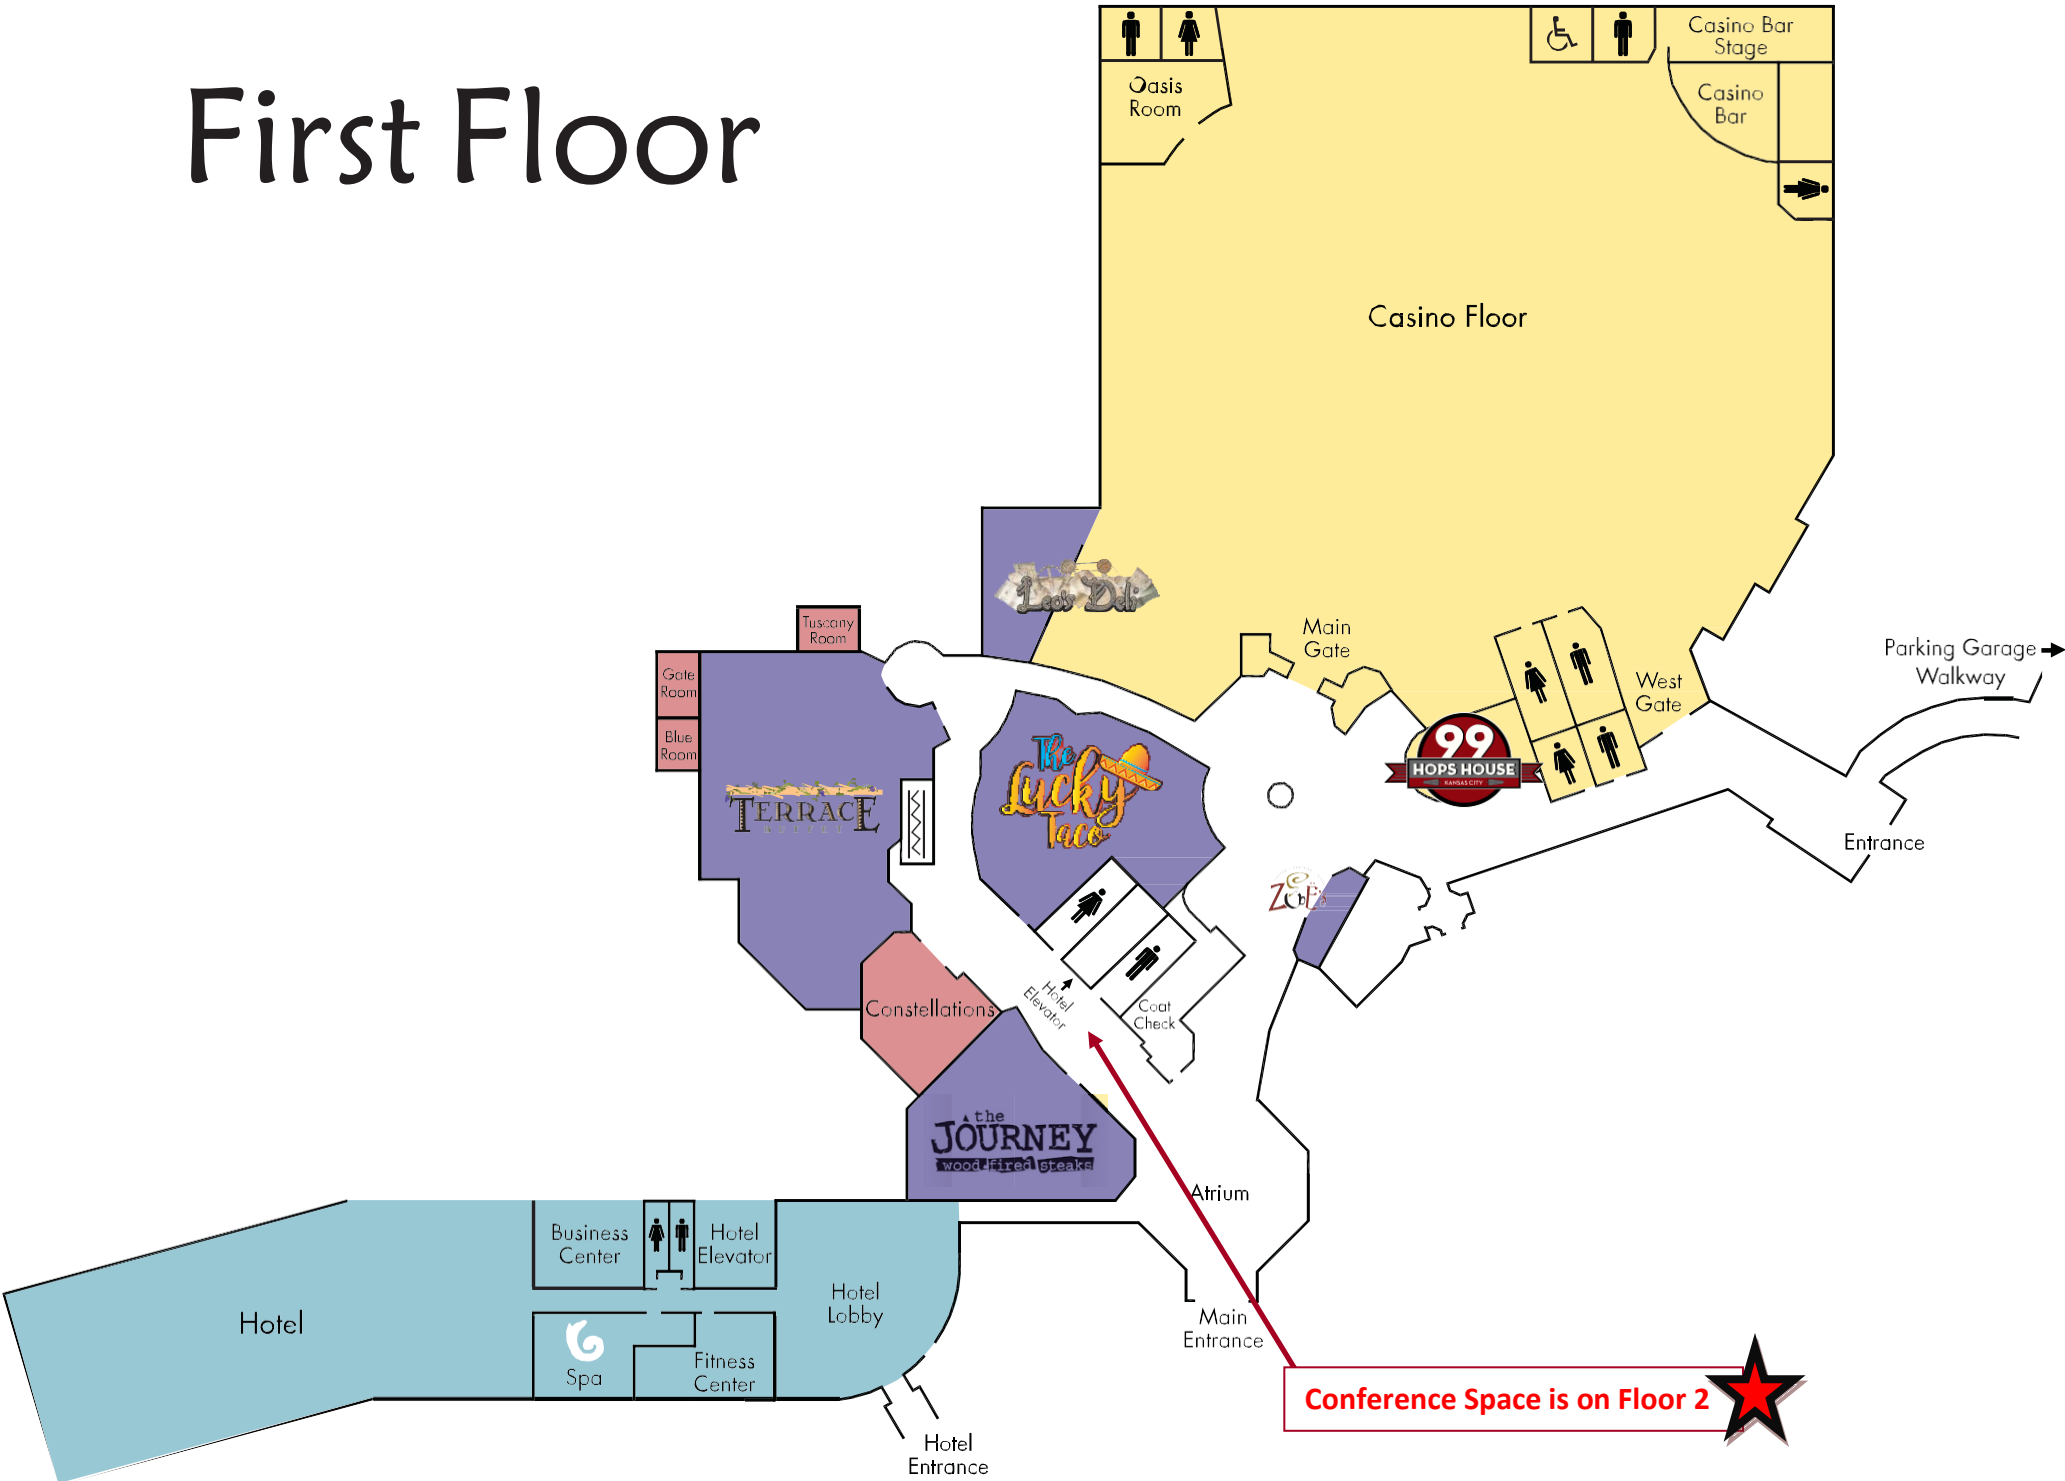 First Floor
Casino Bar
Stage
Oasis
Room
Casino
Bar
Casino Floor
Leo's Deli
Tuscany
Room
Main
Gate
Parking Garage
Walkway
Gate
Room
West
Gate
Blue
Room
The
Lucky
Taco
99
HOPS HOUSE
KANSAS CITY
TERRACE
BUFFET
Entrance
Constellations
Hotel
Elevator
Coat
Check
the
JOURNEY
wood-fired steaks
Atrium
Business
Center
Hotel
Elevator
Hotel
Lobby
Hotel
Main
Entrance
Spa
Fitness
Center
Conference Space is on Floor 2
Hotel
Entrance